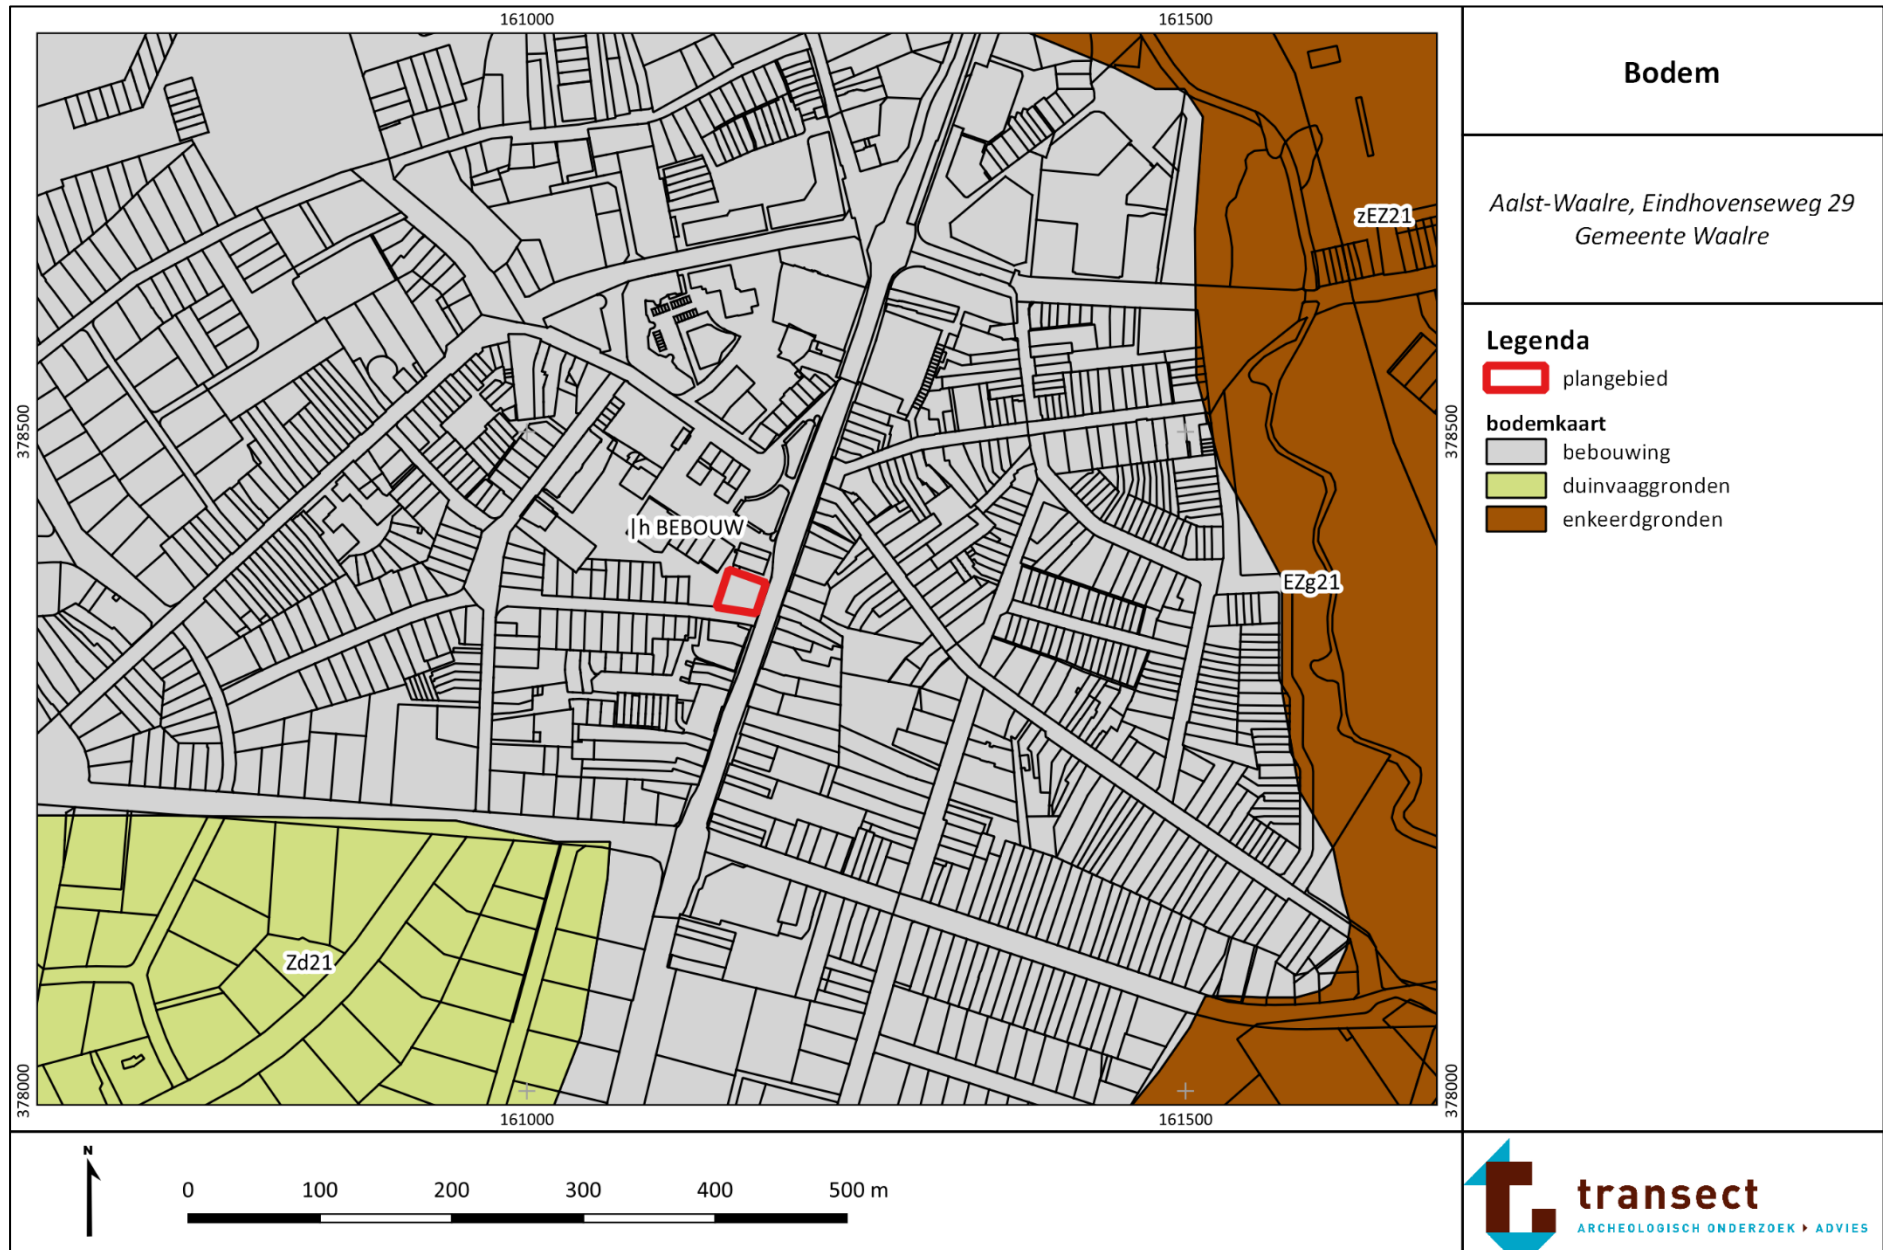 161000
161500
378500
378500
378000
378000
161000
161500
zEZ21
|h BEBOUW
EZg21
Zd21
Bodem
Aalst-Waalre, Eindhovenseweg 29
Gemeente Waalre
Legenda
plangebied
bodemkaart
bebouwing
duinvaaggronden
enkeerdgronden
N
0 100 200 300 400 500 m
transect
ARCHEOLOGISCH ONDERZOEK ▸ ADVIES